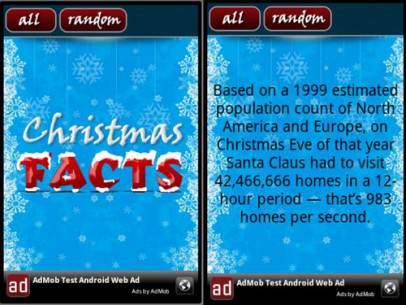 all random
Christmas
FACTS
AdMob Test Android Web Ad
Ads by AdMob
ad
all random
Based on a 1999 estimated
population count of North
America and Europe, on
Christmas Eve of that year
Santa Claus had to visit
42,466,666 homes in a 12-
hour period — that's 983
homes per second.
AdMob Test Android Web Ad
Ads by AdMob
ad